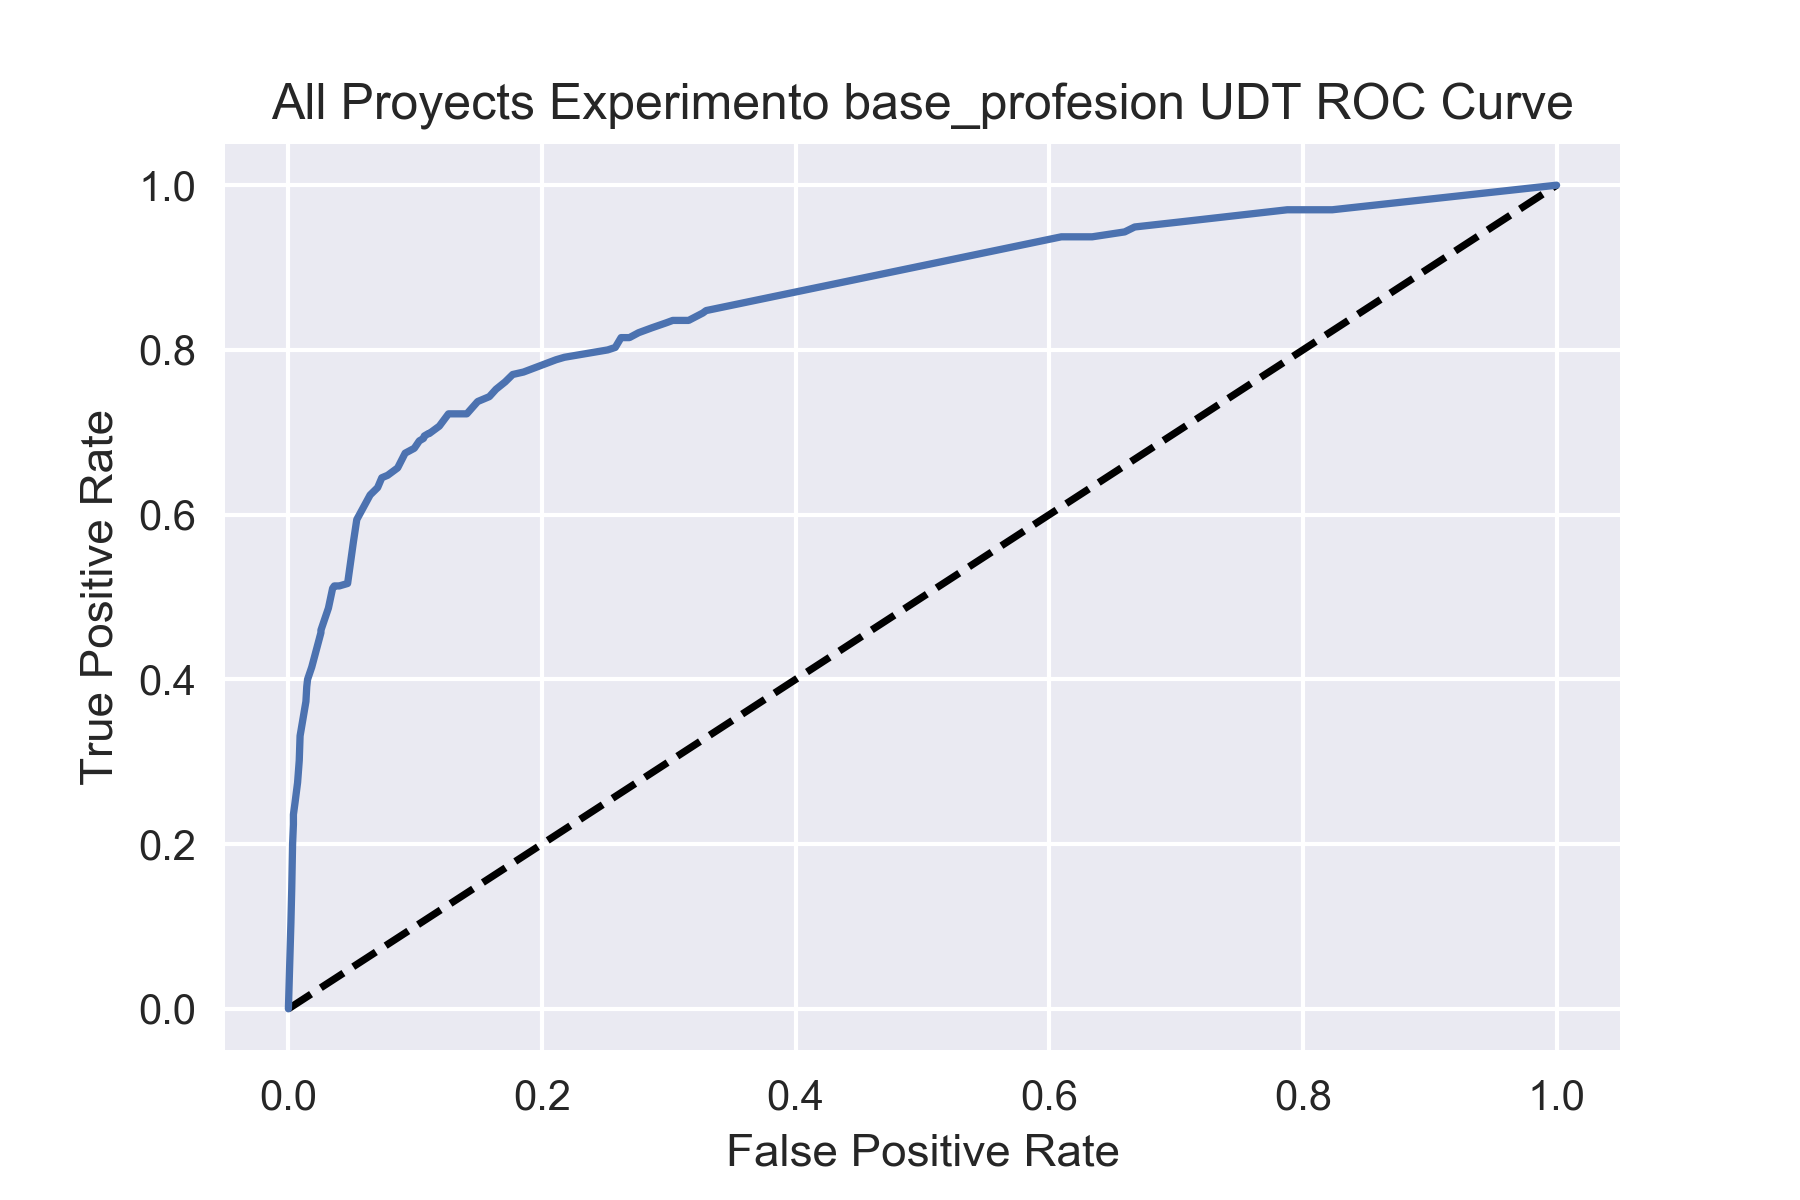 All Proyects Experimento base_profesion UDT ROC Curve
1.0
0.8
0.6
0.4
0.2
0.0
True Positive Rate
0.0 0.2 0.4 0.6 0.8 1.0
False Positive Rate